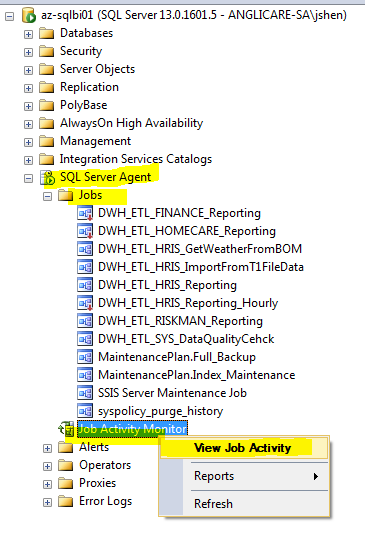 az-sqlbi01 (SQL Server 13.0.1601.5 - ANGLICARE-SA\jshen)
Databases
Security
Server Objects
Replication
PolyBase
AlwaysOn High Availability
Management
Integration Services Catalogs
SQL Server Agent
Jobs
DWH_ETL_FINANCE_Reporting
DWH_ETL_HOMECARE_Reporting
DWH_ETL_HRIS_GetWeatherFromBOM
DWH_ETL_HRIS_ImportFromT1FileData
DWH_ETL_HRIS_Reporting
DWH_ETL_HRIS_Reporting_Hourly
DWH_ETL_RISKMAN_Reporting
DWH_ETL_SYS_DataQualityCehck
MaintenancePlan.Full_Backup
MaintenancePlan.Index_Maintenance
SSIS Server Maintenance Job
syspolicy_purge_history
Job Activity Monitor
Alerts
Operators
Proxies
Error Logs
View Job Activity
Reports
Refresh